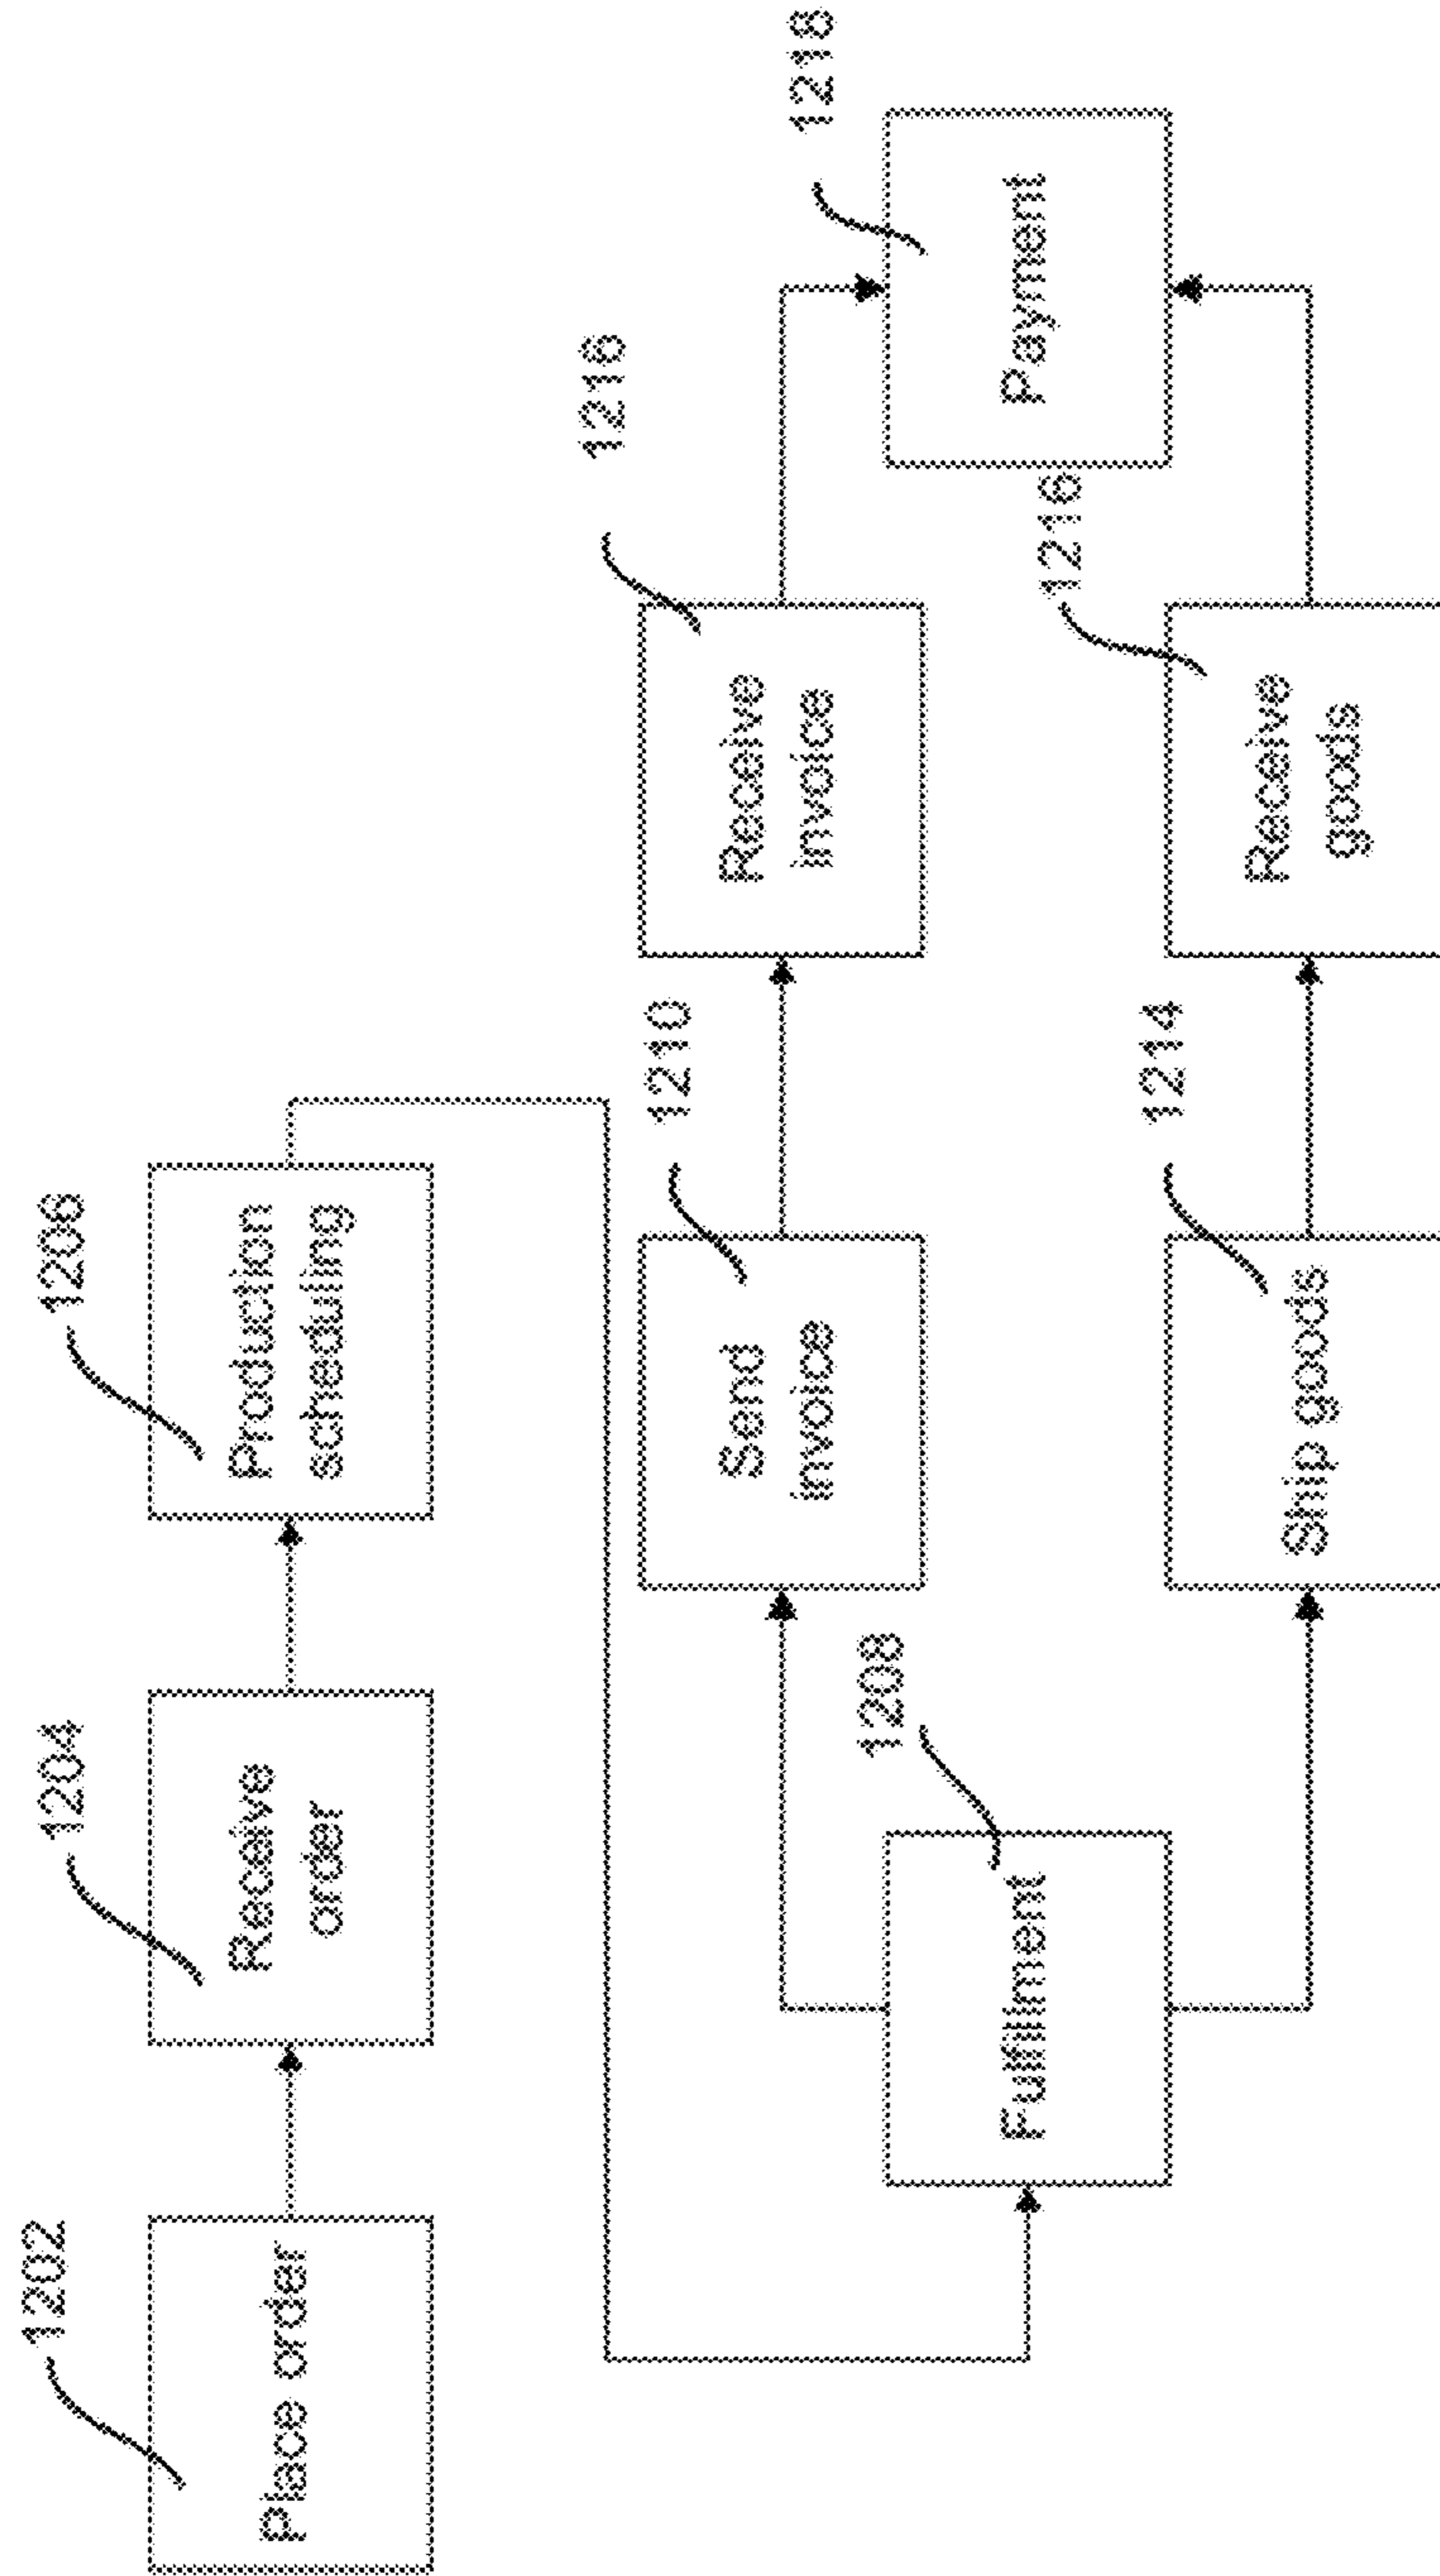 1202
Place order
1204
Receive
order
1206
Production
scheduling
1208
Fulfillment
1210
Send
invoice
1216
Receive
invoice
1214
Ship goods
1216
Receive
goods
1218
Payment